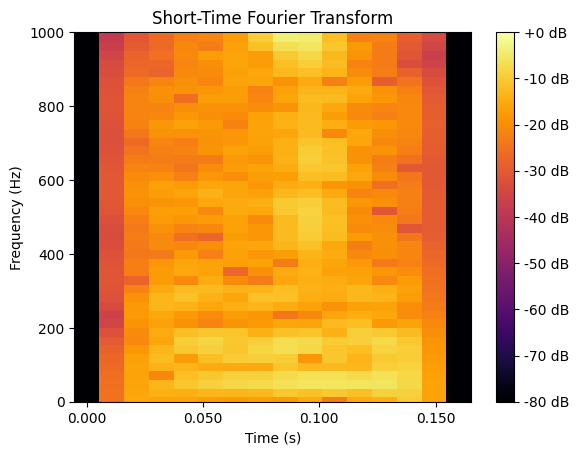 Short-Time Fourier Transform
1000
800
600
400
200
0
Frequency (Hz)
0.000
0.050
0.100
0.150
Time (s)
+0 dB
-10 dB
-20 dB
-30 dB
-40 dB
-50 dB
-60 dB
-70 dB
-80 dB